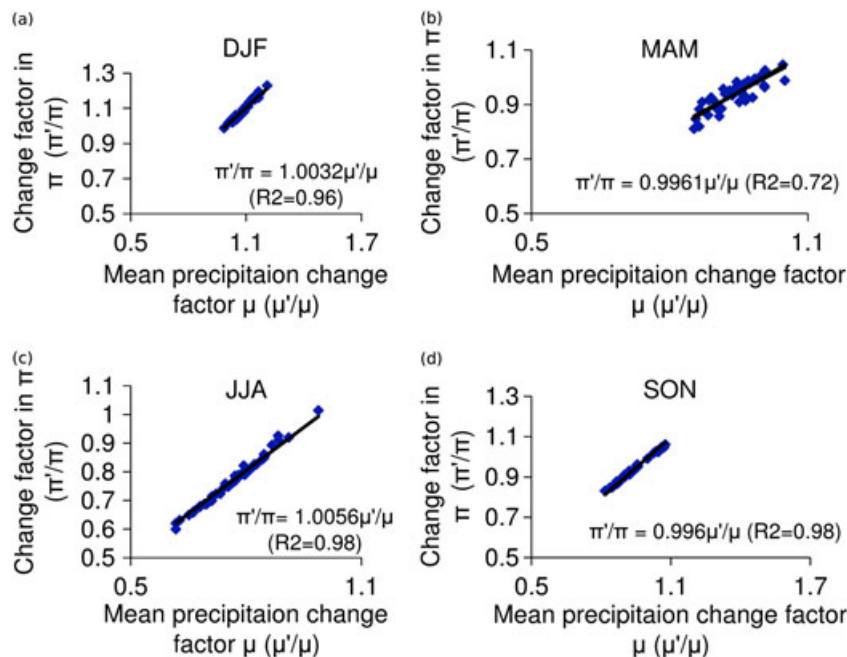 (a)
DJF
Change factor in
π (π'/π)
1.3
1.1
0.9
0.7
0.5
π'/π = 1.0032μ'/μ
(R2=0.96)
0.5 1.1 1.7
Mean precipitaion change
factor μ (μ'/μ)
(b)
MAM
Change factor in π
(π'/π)
1.1
0.9
0.7
0.5
π'/π = 0.9961μ'/μ (R2=0.72)
0.5 1.1
Mean precipitaion change factor
μ (μ'/μ)
(c)
JJA
Change factor in π
(π'/π)
1.1
1
0.9
0.8
0.7
0.6
0.5
π'/π= 1.0056μ'/μ
(R2=0.98)
0.5 1.1
Mean precipitaion change
factor μ (μ'/μ)
(d)
SON
Change factor in
π (π'/π)
1.3
1.1
0.9
0.7
0.5
π'/π = 0.996μ'/μ (R2=0.98)
0.5 1.1 1.7
Mean precipitaion change factor
μ (μ'/μ)